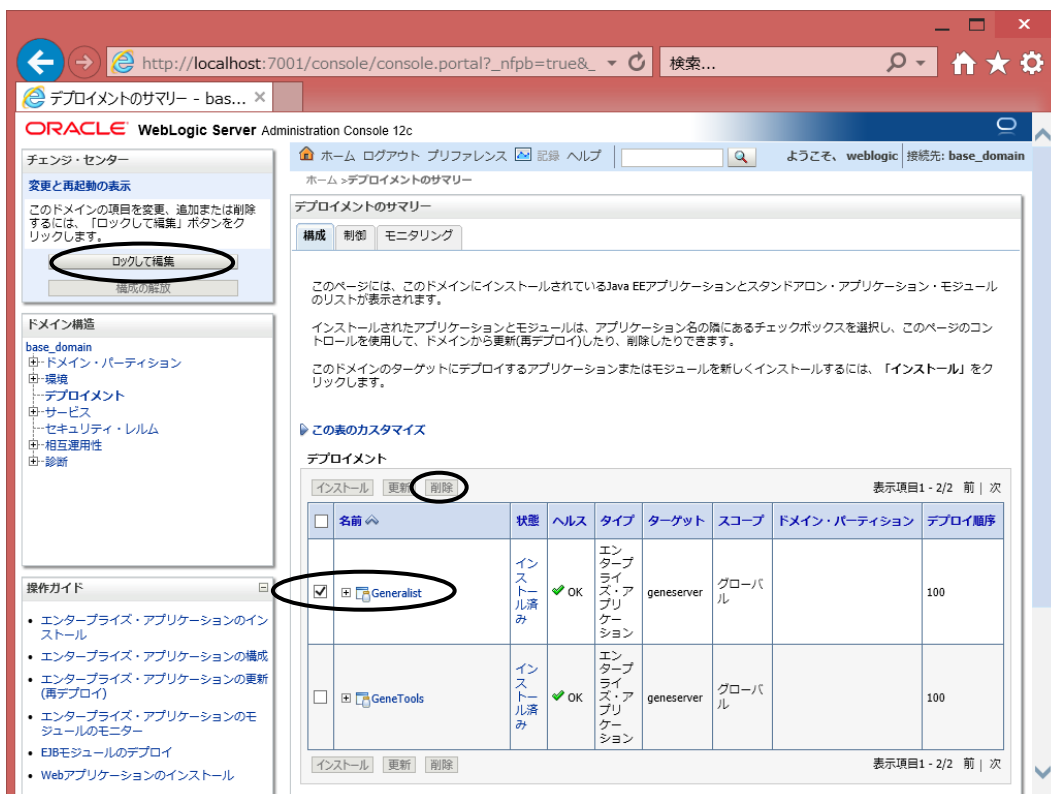 http://localhost:7001/console/console.portal?_nfpb=true&_
検索...
デプロイメントのサマリー - bas...
ORACLE WebLogic Server Administration Console 12c
チェンジ・センター
変更と再起動の表示
このドメインの項目を変更、追加または削除
するには、「ロックして編集」ボタンをク
リックします。
ロックして編集
構成の解放
ドメイン構造
base_domain
ドメイン・パーティション
環境
デプロイメント
サービス
セキュリティ・レルム
相互運用性
診断
操作ガイド
• エンタープライズ・アプリケーションのイン
ストール
• エンタープライズ・アプリケーションの構成
• エンタープライズ・アプリケーションの更新
(再デプロイ)
• エンタープライズ・アプリケーションのモ
ジュールのモニター
• EJBモジュールのデプロイ
• Webアプリケーションのインストール
ホーム ログアウト プリファレンス 記録 ヘルプ
ようこそ、 weblogic 接続先: base_domain
ホーム >デプロイメントのサマリー
デプロイメントのサマリー
構成 制御 モニタリング
このページには、このドメインにインストールされているJava EEアプリケーションとスタンドアロン・アプリケーション・モジュール
のリストが表示されます。
インストールされたアプリケーションとモジュールは、アプリケーション名の隣にあるチェックボックスを選択し、このページのコン
トロールを使用して、ドメインから更新(再デプロイ)したり、削除したりできます。
このドメインのターゲットにデプロイするアプリケーションまたはモジュールを新しくインストールするには、「インストール」をク
リックします。
この表のカスタマイズ
デプロイメント
インストール 更新 削除 表示項目1 - 2/2 前 | 次
名前 状態 ヘルス タイプ ターゲット スコープ ドメイン・パーティション デプロイ順序
Generalist インストール済み OK エンタープライズ・アプリケーション geneserver グローバル 100
GeneTools インストール済み OK エンタープライズ・アプリケーション geneserver グローバル 100
インストール 更新 削除 表示項目1 - 2/2 前 | 次